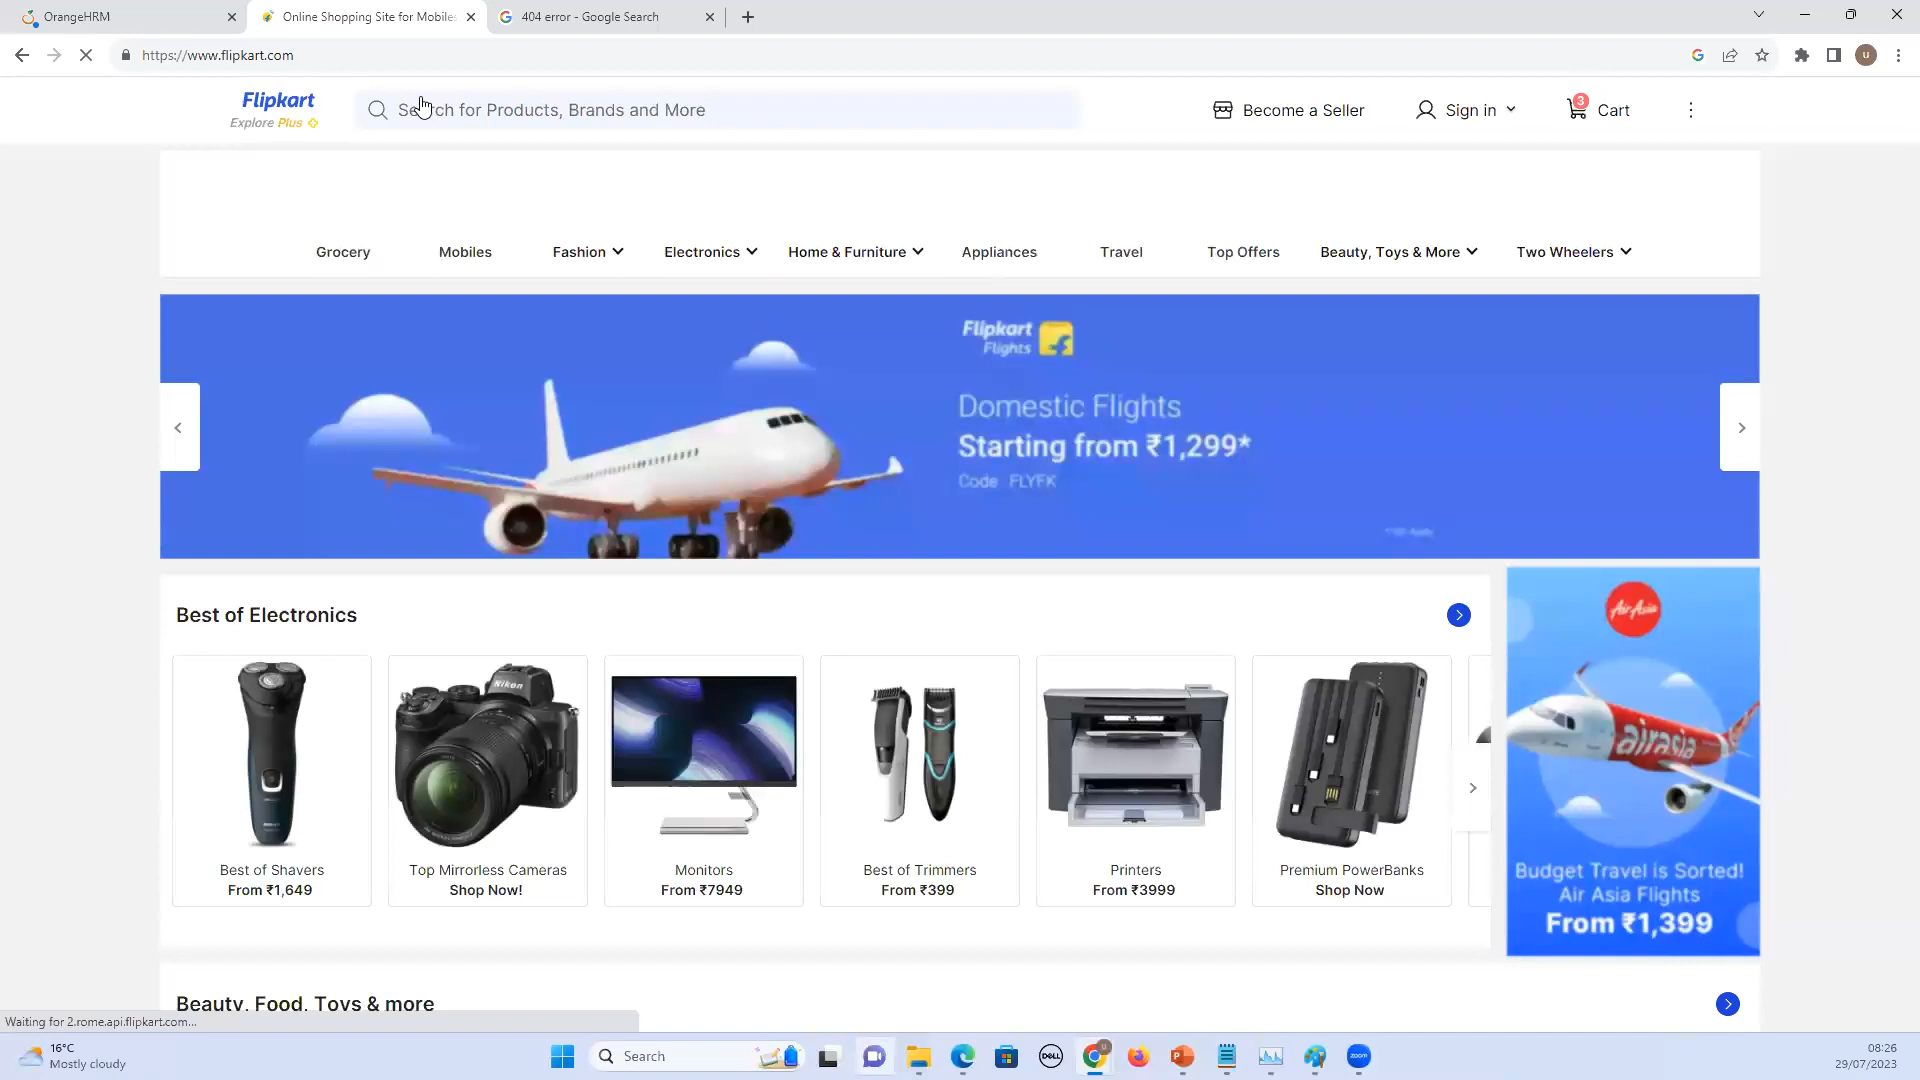 OrangeHRM
Online Shopping Site for Mobiles
404 error - Google Search
https://www.flipkart.com
u
Flipkart
Explore Plus
Search for Products, Brands and More
Become a Seller
Sign in
3
Cart
Grocery
Mobiles
Fashion
Electronics
Home & Furniture
Appliances
Travel
Top Offers
Beauty, Toys & More
Two Wheelers
Flipkart
Flights
Domestic Flights
Starting from ₹1,299*
Code FLYFK
Best of Electronics
Nikon
Best of Shavers
From ₹1,649
Top Mirrorless Cameras
Shop Now!
Monitors
From ₹7949
Best of Trimmers
From ₹399
Printers
From ₹3999
Premium PowerBanks
Shop Now
AirAsia
airasia
Budget Travel is Sorted!
Air Asia Flights
From ₹1,399
Beauty, Food, Toys & more
Waiting for 2.rome.api.flipkart.com...
16°C
Mostly cloudy
Search
DELL
zoom
08:26
29/07/2023